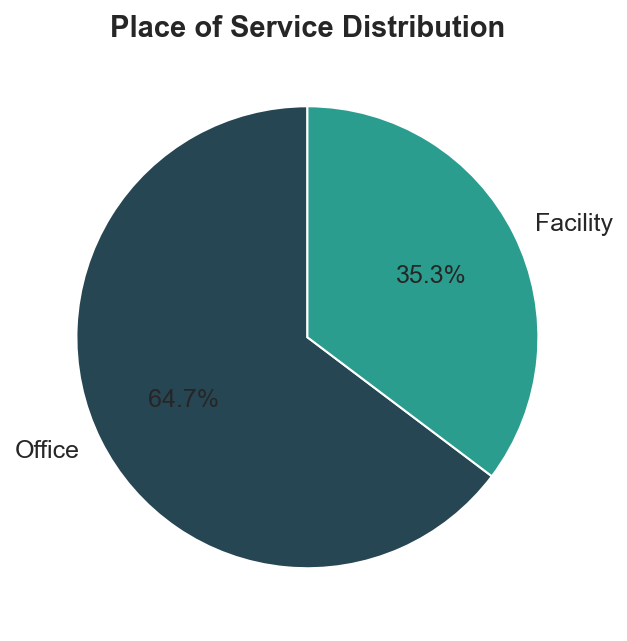 Place of Service Distribution
Facility
35.3%
64.7%
Office